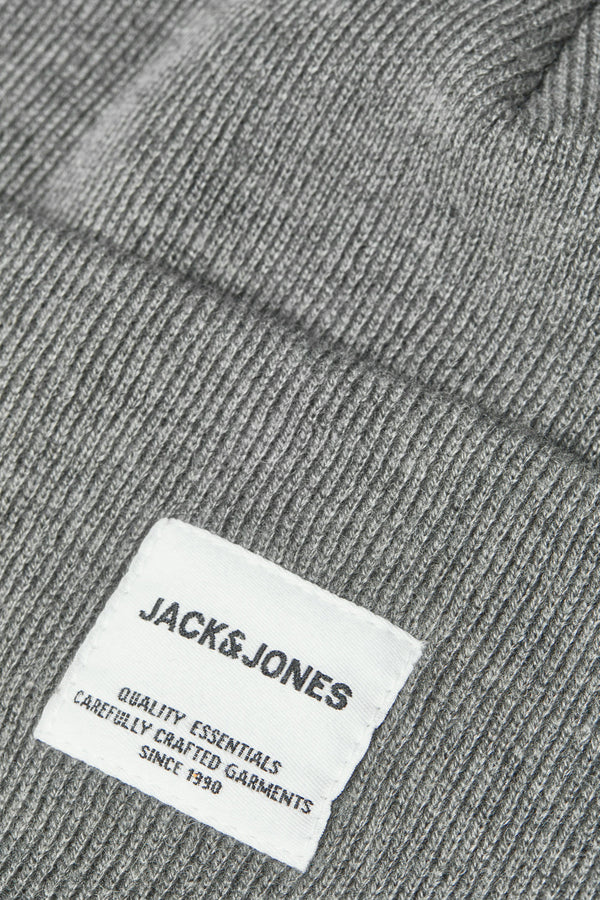 JACK&JONES
QUALITY ESSENTIALS
CAREFULLY CRAFTED GARMENTS
SINCE 1990